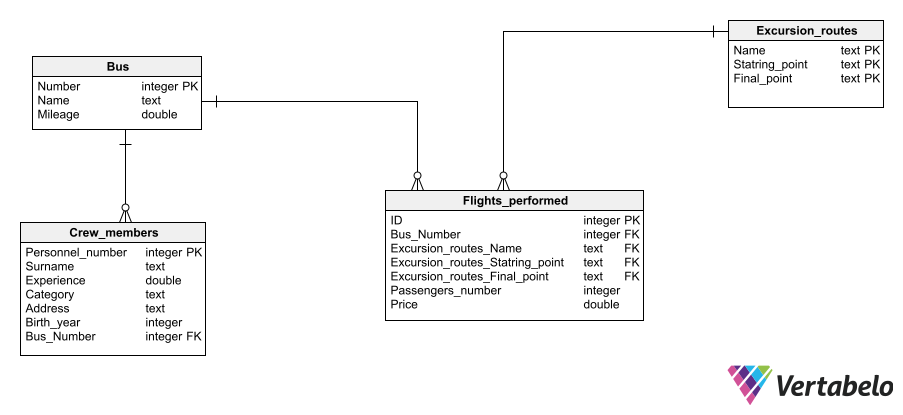 Excursion_routes
Name text PK
Statring_point text PK
Final_point text PK
Bus
Number integer PK
Name text
Mileage double
Flights_performed
ID integer PK
Bus_Number integer FK
Excursion_routes_Name text FK
Excursion_routes_Statring_point text FK
Excursion_routes_Final_point text FK
Passengers_number integer
Price double
Crew_members
Personnel_number integer PK
Surname text
Experience double
Category text
Address text
Birth_year integer
Bus_Number integer FK
Vertabelo